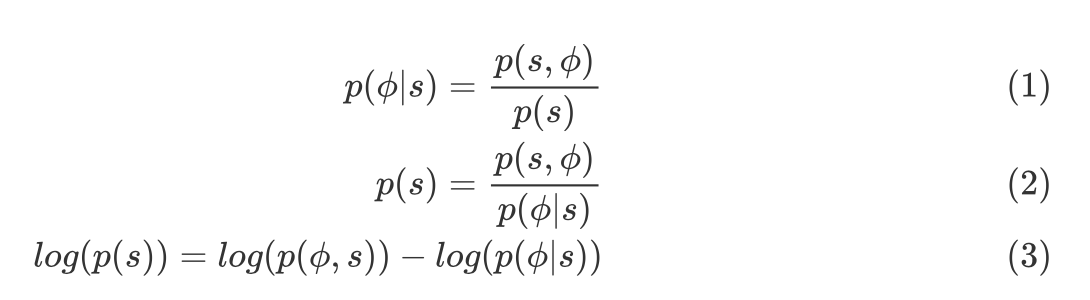 p(ϕ|s) = p(s, ϕ) / p(s) (1)
p(s) = p(s, ϕ) / p(ϕ|s) (2)
log(p(s)) = log(p(ϕ, s)) − log(p(ϕ|s)) (3)